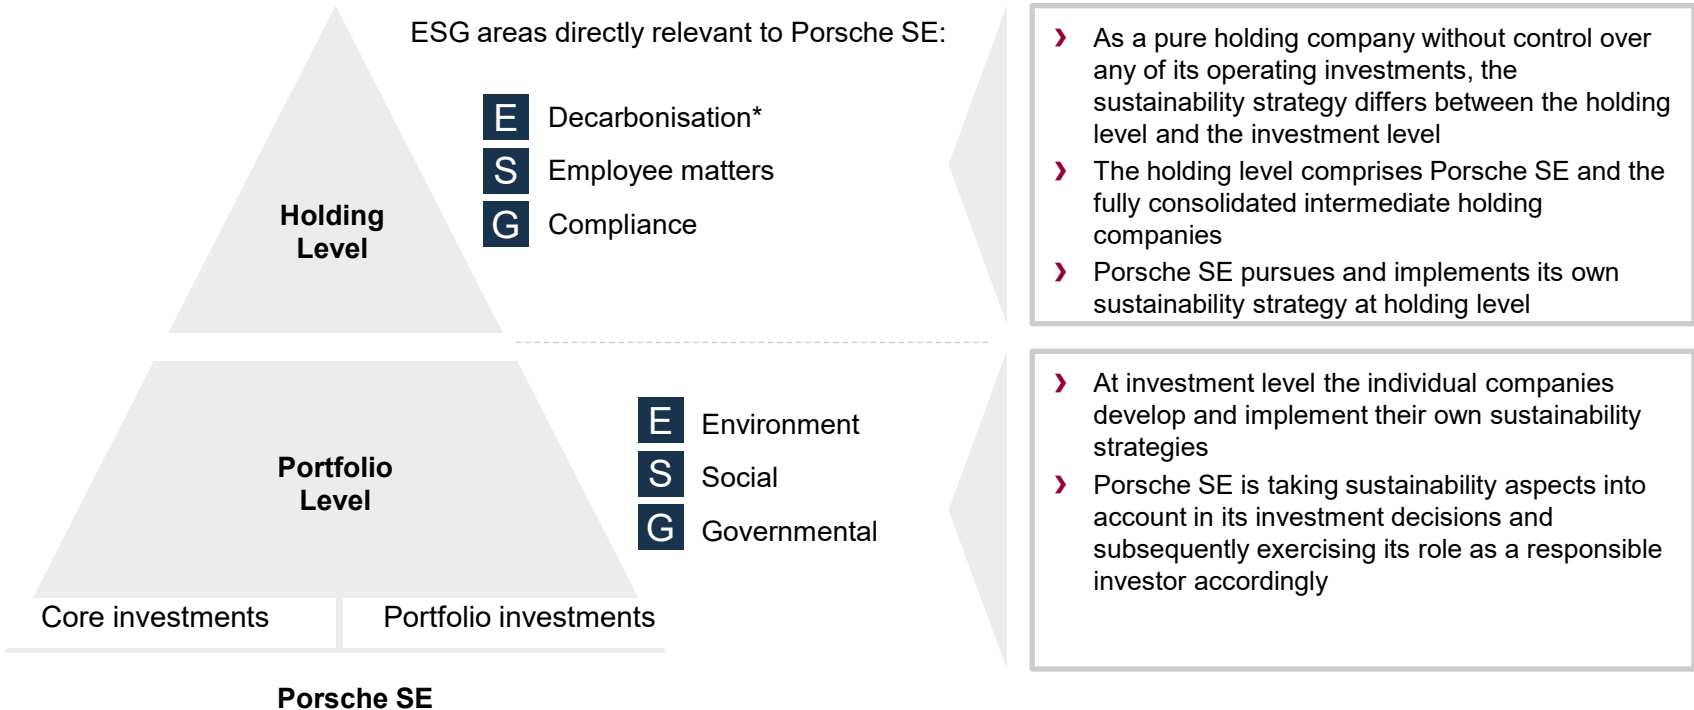 ESG areas directly relevant to Porsche SE:
E Decarbonisation*
S Employee matters
G Compliance
Holding
Level
❯ As a pure holding company without control over
any of its operating investments, the
sustainability strategy differs between the holding
level and the investment level
❯ The holding level comprises Porsche SE and the
fully consolidated intermediate holding
companies
❯ Porsche SE pursues and implements its own
sustainability strategy at holding level
E Environment
S Social
G Governmental
Portfolio
Level
❯ At investment level the individual companies
develop and implement their own sustainability
strategies
❯ Porsche SE is taking sustainability aspects into
account in its investment decisions and
subsequently exercising its role as a responsible
investor accordingly
Core investments
Portfolio investments
Porsche SE